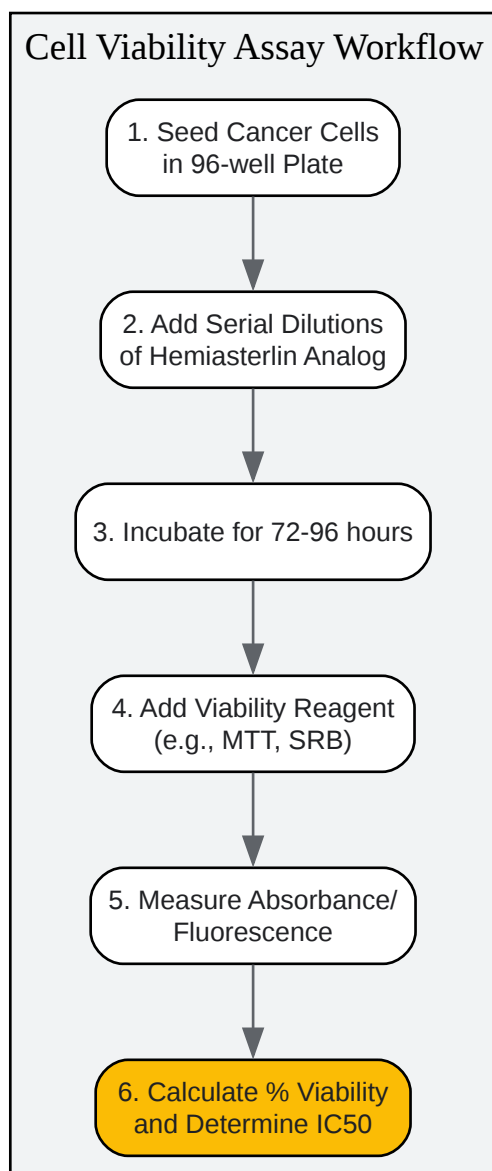 Cell Viability Assay Workflow
1. Seed Cancer Cells
in 96-well Plate
2. Add Serial Dilutions
of Hemiasterlin Analog
3. Incubate for 72-96 hours
4. Add Viability Reagent
(e.g., MTT, SRB)
5. Measure Absorbance/
Fluorescence
6. Calculate % Viability
and Determine IC50